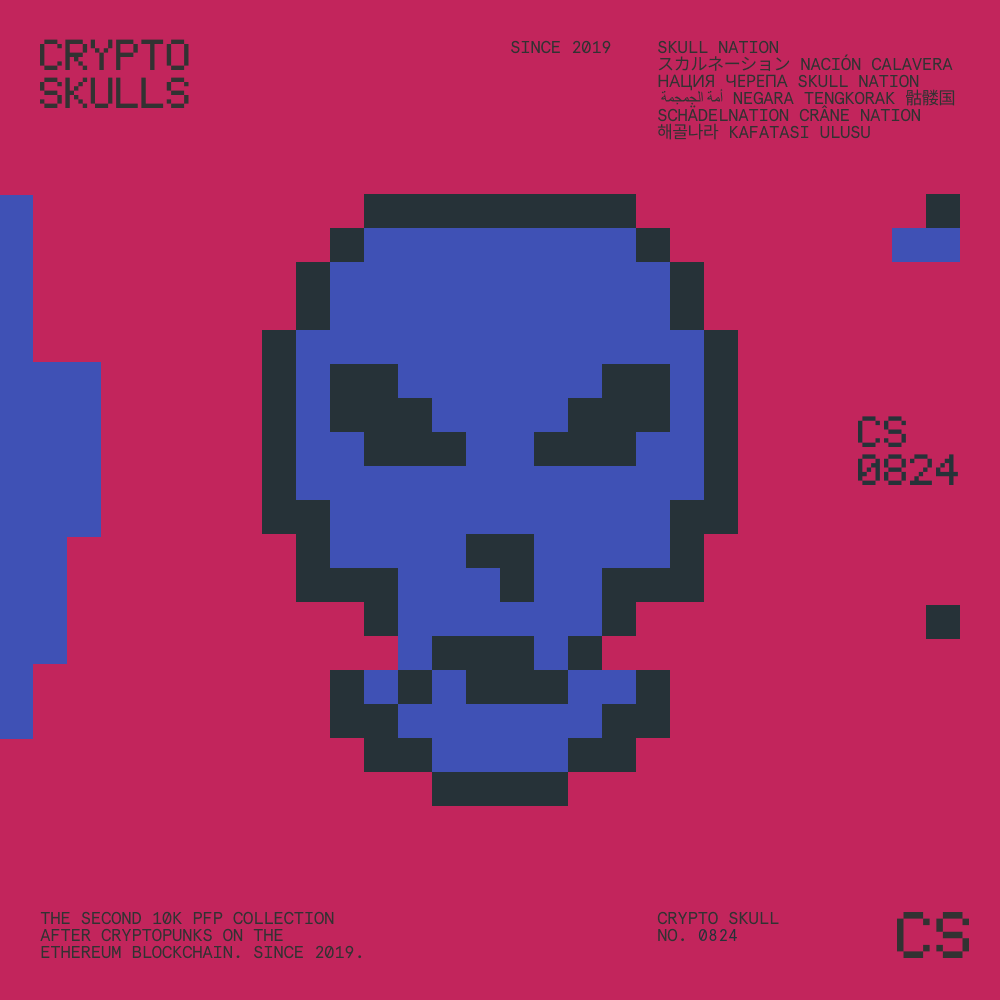 CRYPTO
SKULLS
SINCE 2019
SKULL NATION
スカルネーション NACIÓN CALAVERA
НАЦИЯ ЧЕРЕПА SKULL NATION
أمة الجمجمة NEGARA TENGKORAK 骷髅国
SCHÄDELNATION CRÂNE NATION
해골나라 KAFATASI ULUSU
CS
0824
THE SECOND 10K PFP COLLECTION
AFTER CRYPTOPUNKS ON THE
ETHEREUM BLOCKCHAIN. SINCE 2019.
CRYPTO SKULL
NO. 0824
CS